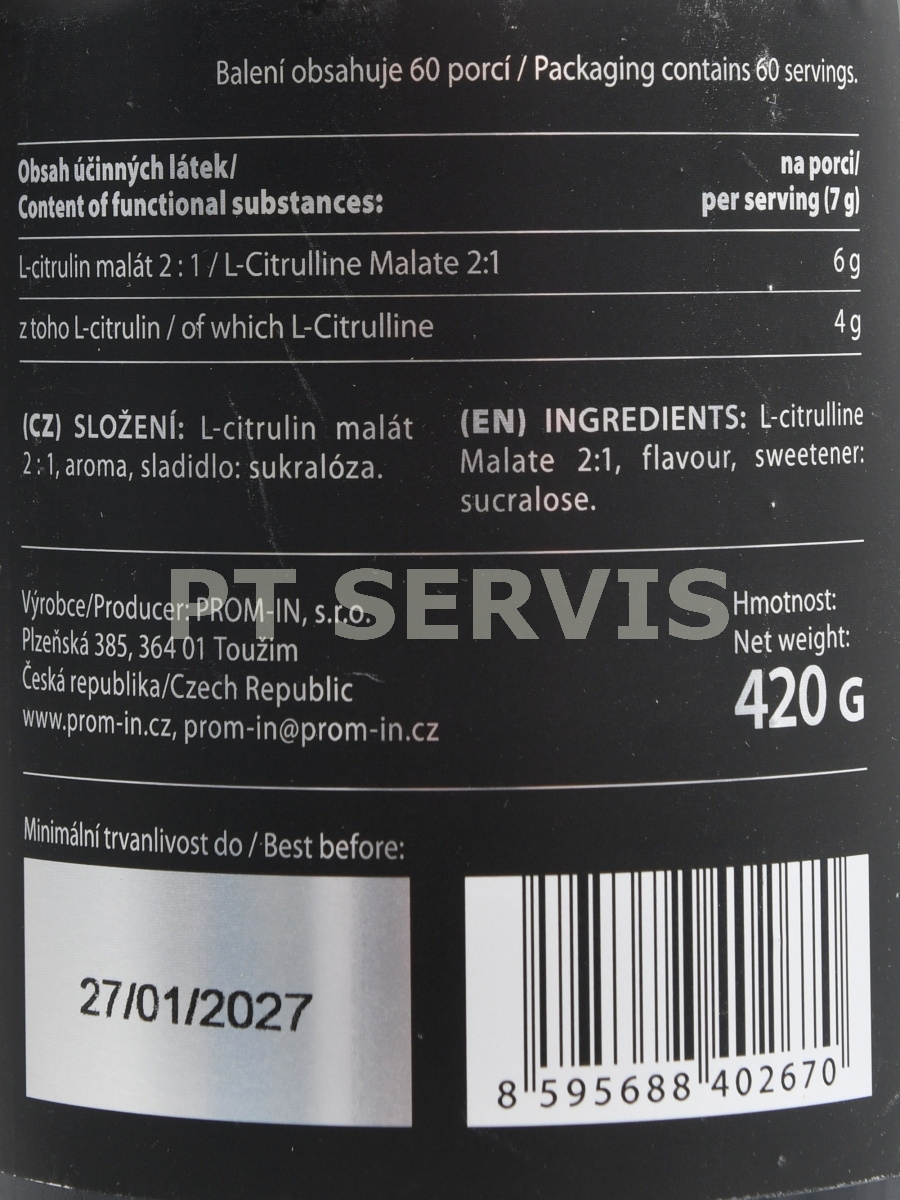 Balení obsahuje 60 porcí / Packaging contains 60 servings.
Obsah účinných látek/
Content of functional substances:
na porci/
per serving (7 g)
L-citrulin malát 2 : 1 / L-Citrulline Malate 2:1 6 g
z toho L-citrulin / of which L-Citrulline 4 g
(CZ) SLOŽENÍ: L-citrulin malát
2 : 1, aroma, sladidlo: sukralóza.
(EN) INGREDIENTS: L-citrulline
Malate 2:1, flavour, sweetener:
sucralose.
PT SERVIS
Výrobce/Producer: PROM-IN, s.r.o.
Plzeňská 385, 364 01 Toužim
Česká republika/Czech Republic
www.prom-in.cz, prom-in@prom-in.cz
Hmotnost:
Net weight:
420 G
Minimální trvanlivost do / Best before:
27/01/2027
8 595688 402670